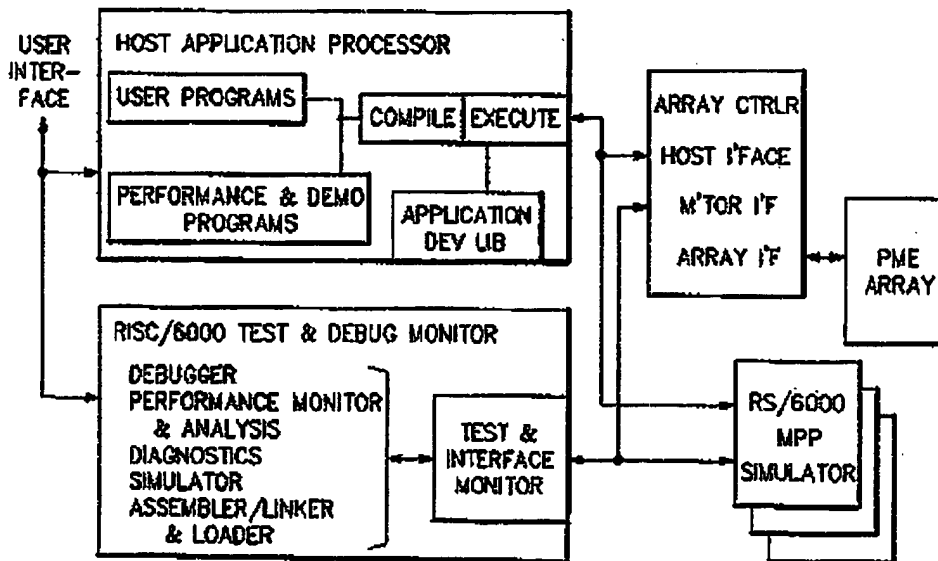 USER
INTER-
FACE
HOST APPLICATION PROCESSOR
USER PROGRAMS
COMPILE
EXECUTE
PERFORMANCE & DEMO
PROGRAMS
APPLICATION
DEV LIB
ARRAY CTRLR
HOST I'FACE
M'TOR I'F
ARRAY I'F
PME
ARRAY
RISC/6000 TEST & DEBUG MONITOR
DEBUGGER
PERFORMANCE MONITOR
& ANALYSIS
DIAGNOSTICS
SIMULATOR
ASSEMBLER/LINKER
& LOADER
TEST &
INTERFACE
MONITOR
RS/6000
MPP
SIMULATOR